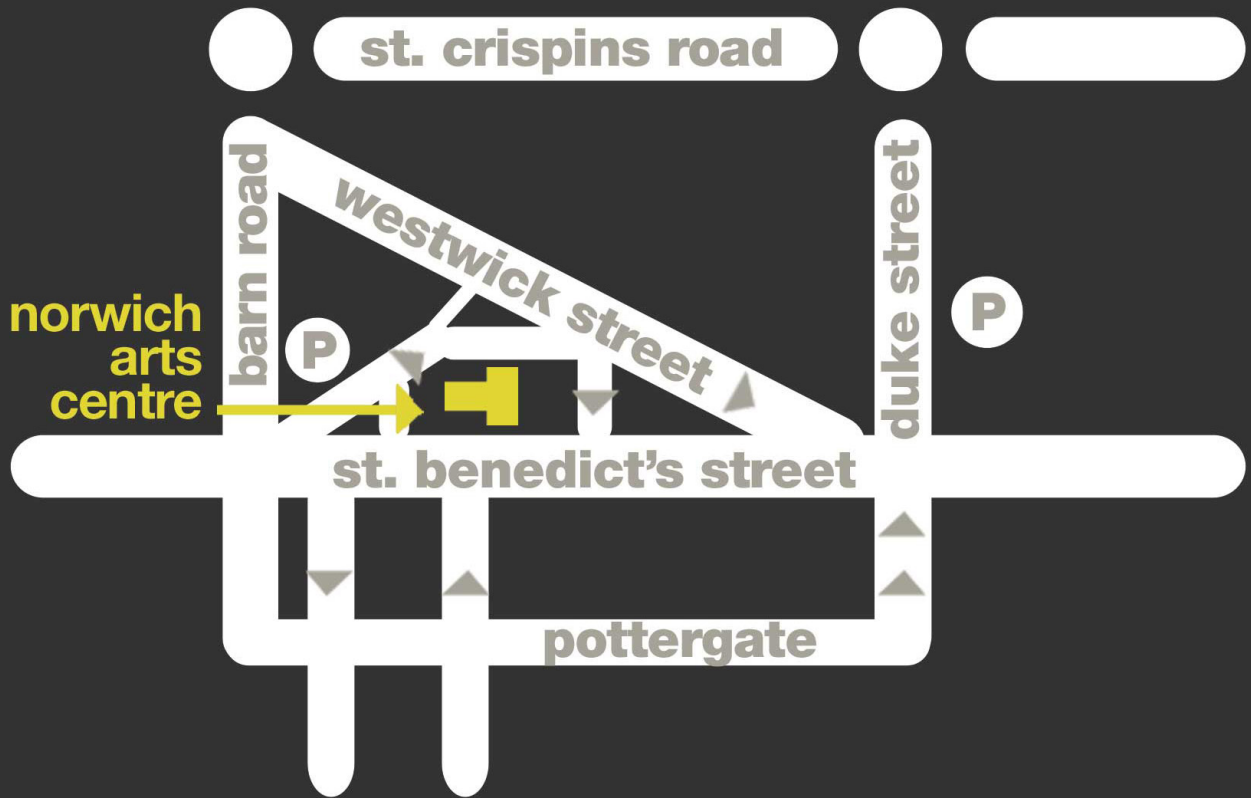 st. crispins road
barn road
westwick street
duke street
norwich
arts
centre
P
P
st. benedict's street
pottergate